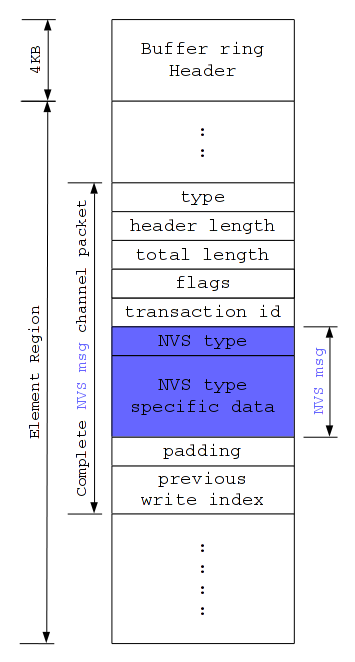 4KB
Buffer ring
Header
:
:
type
header length
total length
flags
transaction id
NVS type
NVS type
specific data
padding
previous
write index
:
:
:
:
Element Region
Complete NVS msg channel packet
NVS msg